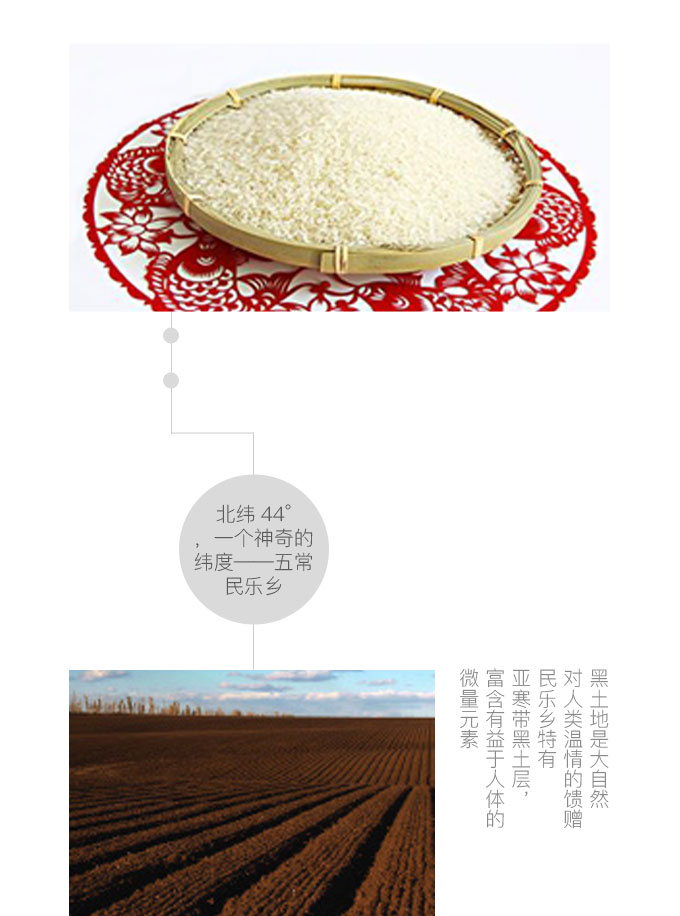 北纬 44°
，一个神奇的
纬度——五常
民乐乡
黑土地是大自然
对人类温情的馈赠
民乐乡特有
亚寒带黑土层，
富含有益于人体的
微量元素